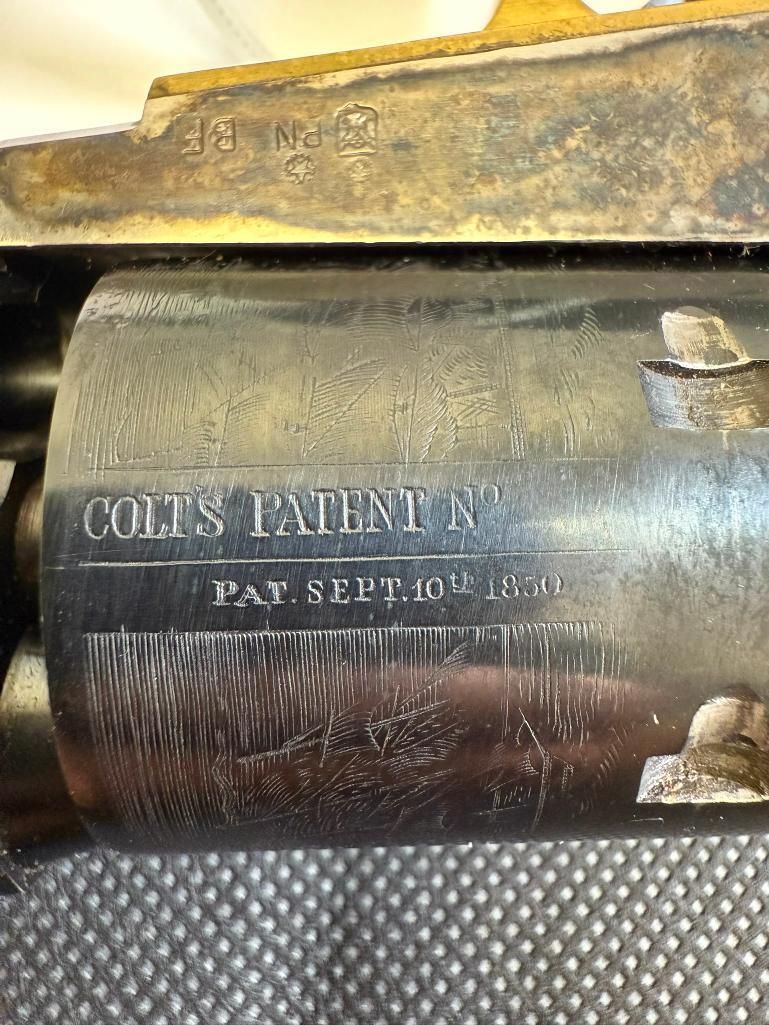 PN BF
COLT'S PATENT Nº
PAT. SEPT. 10th 1850